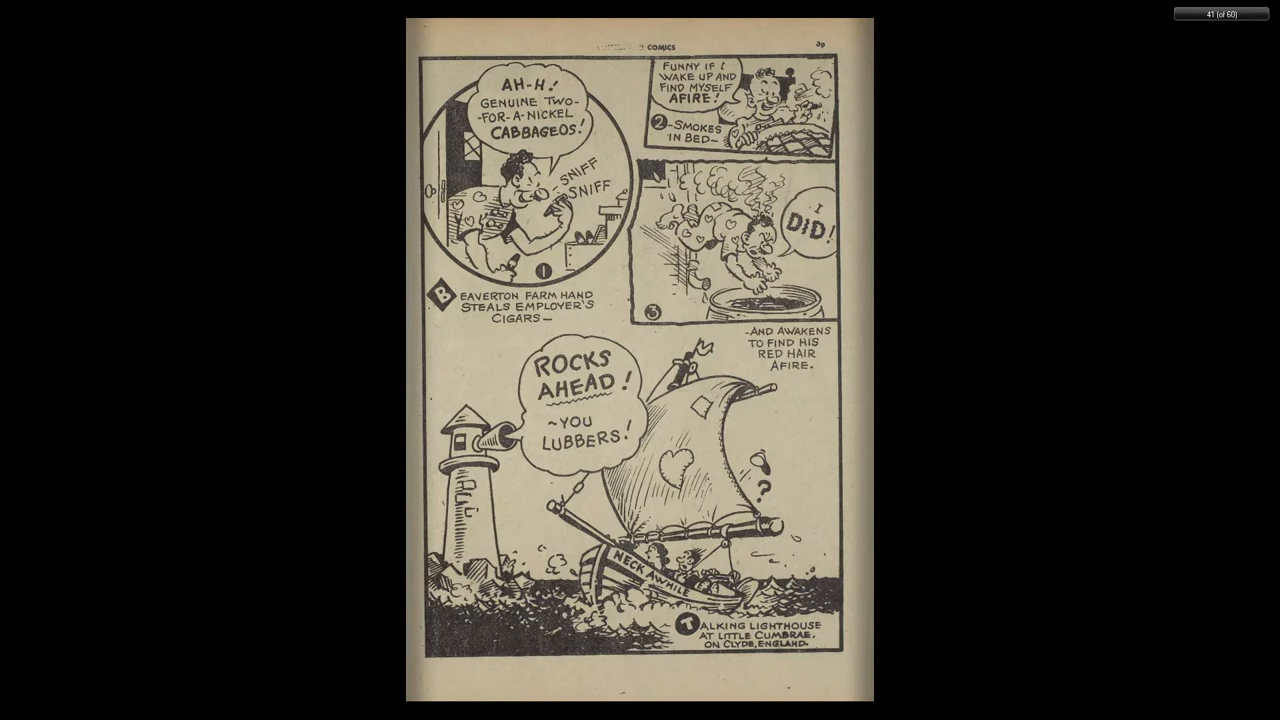 41 (of 60)
COMICS
39
AH-H!
GENUINE TWO-
-FOR-A-NICKEL
CABBAGEOS!
SNIFF
SNIFF
1
BEAVERTON FARM HAND
STEALS EMPLOYER'S
CIGARS—
FUNNY IF I
WAKE UP AND
FIND MYSELF
AFIRE!
2 -SMOKES
IN BED-
I
DID!
3
-AND AWAKENS
TO FIND HIS
RED HAIR
AFIRE.
ROCKS
AHEAD!
~YOU
LUBBERS!
?
NECK AWHILE
TALKING LIGHTHOUSE
AT LITTLE CUMBRAE,
ON CLYDE, ENGLAND.